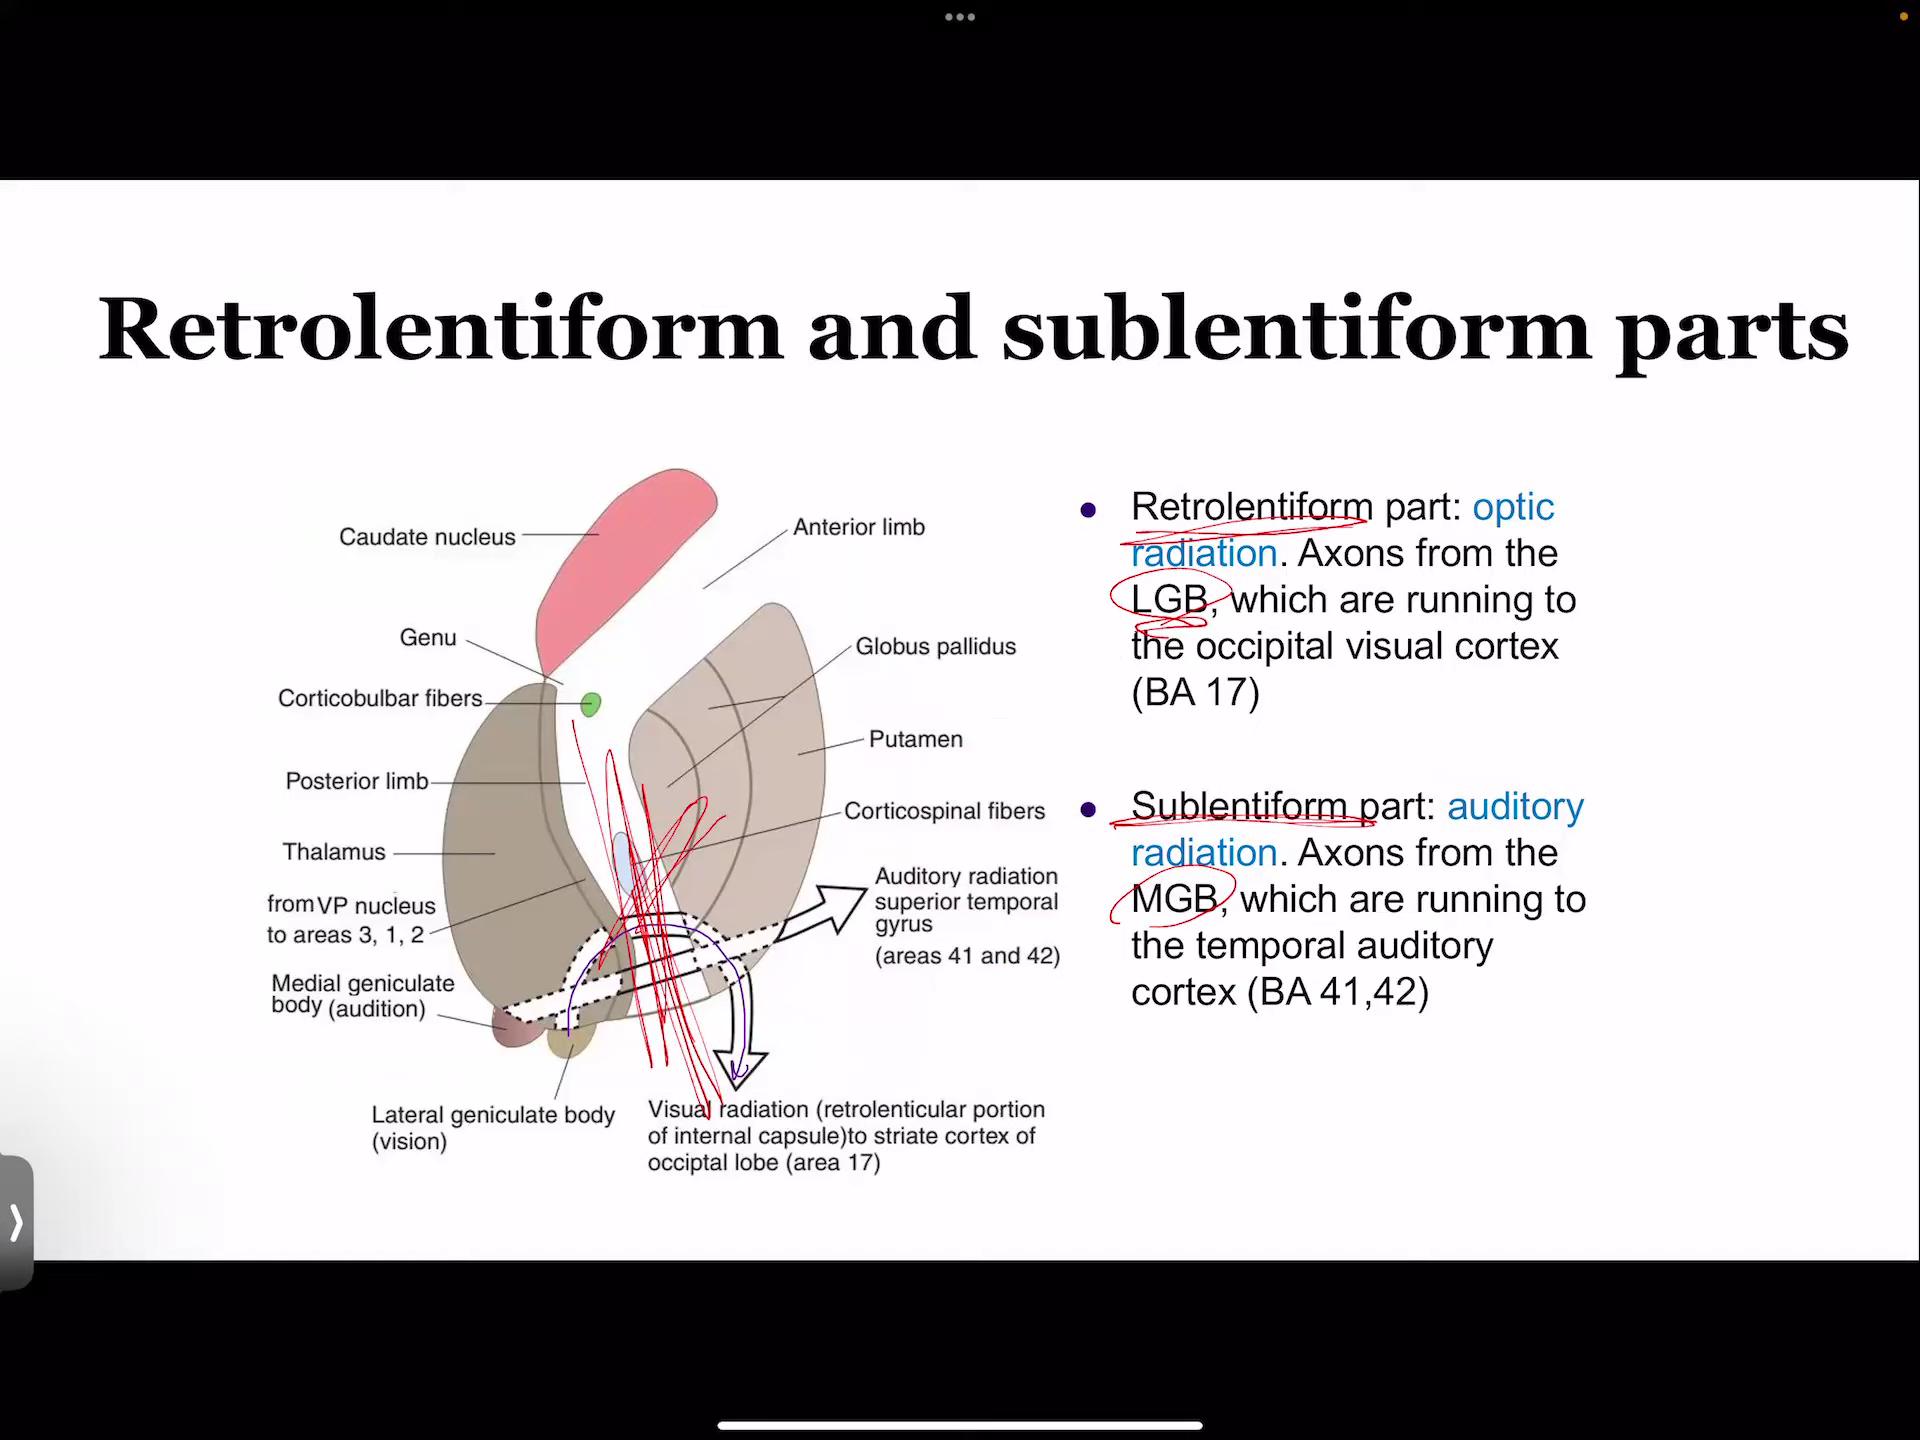 Retrolentiform and sublentiform parts
Caudate nucleus
Anterior limb
Genu
Globus pallidus
Corticobulbar fibers
Putamen
Posterior limb
Corticospinal fibers
Thalamus
Auditory radiation
superior temporal
gyrus
(areas 41 and 42)
from VP nucleus
to areas 3, 1, 2
Medial geniculate
body (audition)
Lateral geniculate body
(vision)
Visual radiation (retrolenticular portion
of internal capsule)to striate cortex of
occiptal lobe (area 17)
• Retrolentiform part: optic
radiation. Axons from the
LGB, which are running to
the occipital visual cortex
(BA 17)
• Sublentiform part: auditory
radiation. Axons from the
MGB, which are running to
the temporal auditory
cortex (BA 41,42)